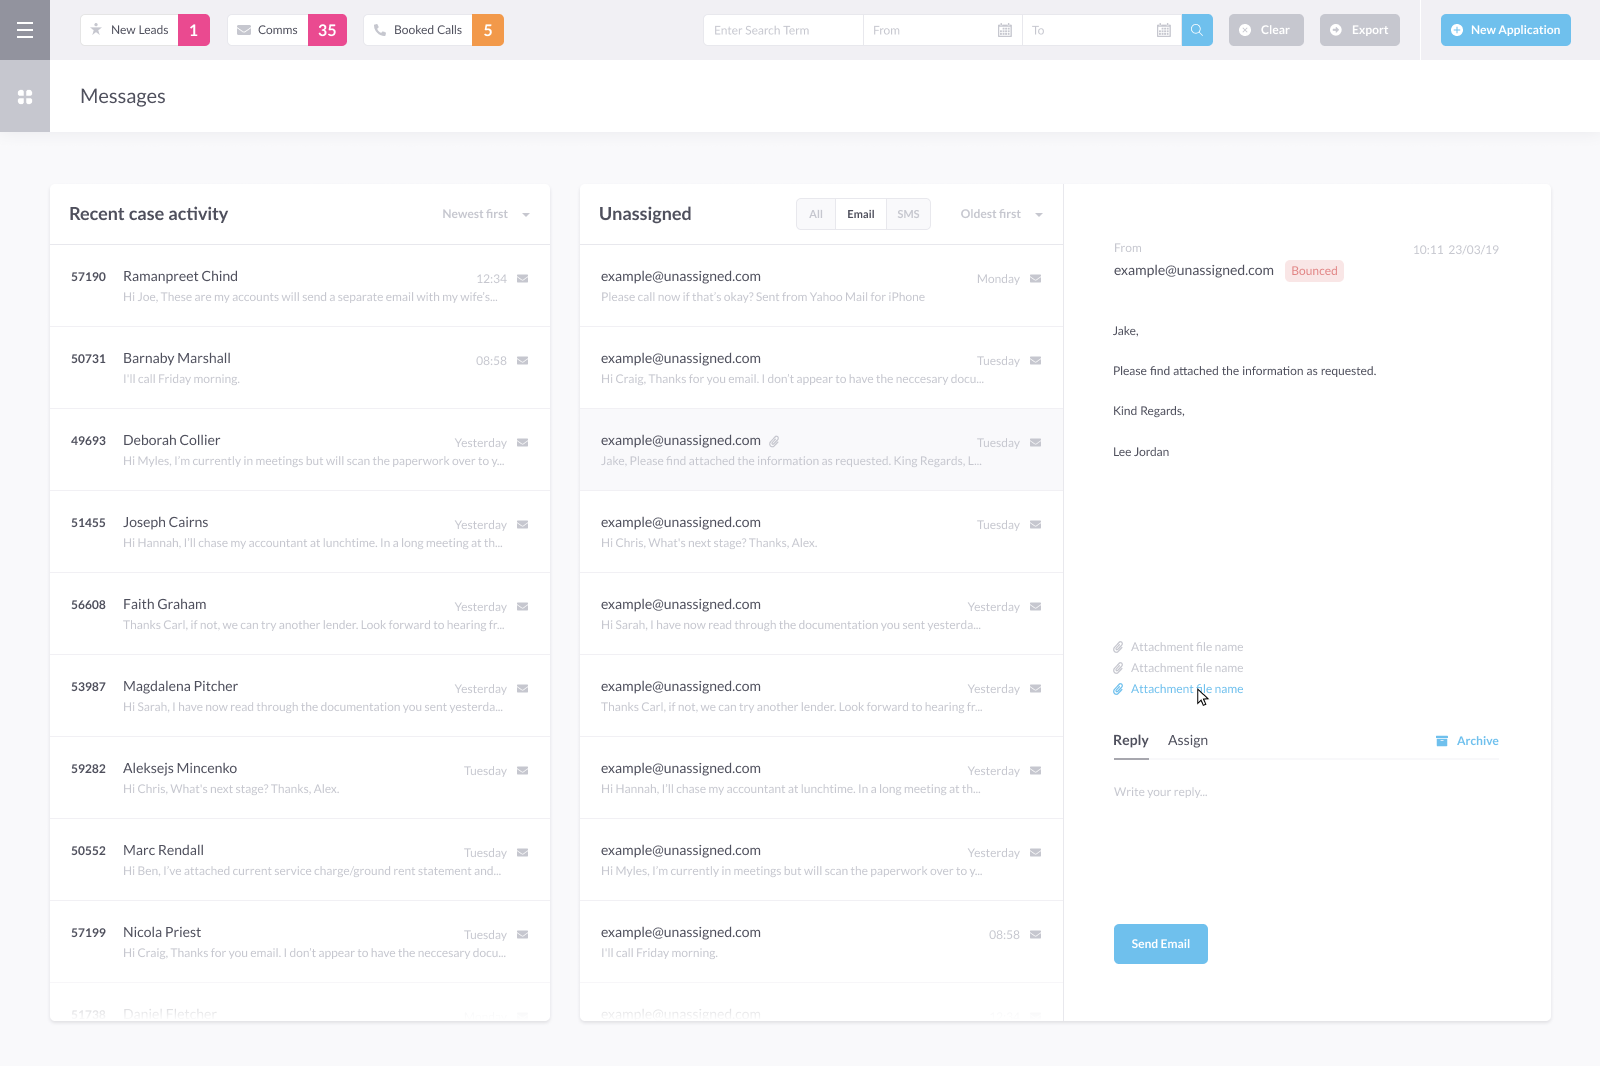 New Leads 1 Comms 35 Booked Calls 5 Enter Search Term From To Clear Export New Application
Messages
Recent case activity Newest first
57190 Ramanpreet Chind 12:34
Hi Joe, These are my accounts will send a separate email with my wife's...
50731 Barnaby Marshall 08:58
I'll call Friday morning.
49693 Deborah Collier Yesterday
Hi Myles, I'm currently in meetings but will scan the paperwork over to y...
51455 Joseph Cairns Yesterday
Hi Hannah, I'll chase my accountant at lunchtime. In a long meeting at th...
56608 Faith Graham Yesterday
Thanks Carl, if not, we can try another lender. Look forward to hearing fr...
53987 Magdalena Pitcher Yesterday
Hi Sarah, I have now read through the documentation you sent yesterda...
59282 Aleksejs Mincenko Tuesday
Hi Chris, What's next stage? Thanks, Alex.
50552 Marc Rendall Tuesday
Hi Ben, I've attached current service charge/ground rent statement and...
57199 Nicola Priest Tuesday
Hi Craig, Thanks for you email. I don't appear to have the neccesary docu...
51738 Daniel Fletcher
Unassigned All Email SMS Oldest first
example@unassigned.com Monday
Please call now if that's okay? Sent from Yahoo Mail for iPhone
example@unassigned.com Tuesday
Hi Craig, Thanks for you email. I don't appear to have the neccesary docu...
example@unassigned.com Tuesday
Jake, Please find attached the information as requested. King Regards, L...
example@unassigned.com Tuesday
Hi Chris, What's next stage? Thanks, Alex.
example@unassigned.com Yesterday
Hi Sarah, I have now read through the documentation you sent yesterda...
example@unassigned.com Yesterday
Thanks Carl, if not, we can try another lender. Look forward to hearing fr...
example@unassigned.com Yesterday
Hi Hannah, I'll chase my accountant at lunchtime. In a long meeting at th...
example@unassigned.com Yesterday
Hi Myles, I'm currently in meetings but will scan the paperwork over to y...
example@unassigned.com 08:58
I'll call Friday morning.
example@unassigned.com
From 10:11 23/03/19
example@unassigned.com Bounced
Jake,
Please find attached the information as requested.
Kind Regards,
Lee Jordan
Attachment file name
Attachment file name
Attachment file name
Reply Assign Archive
Write your reply...
Send Email